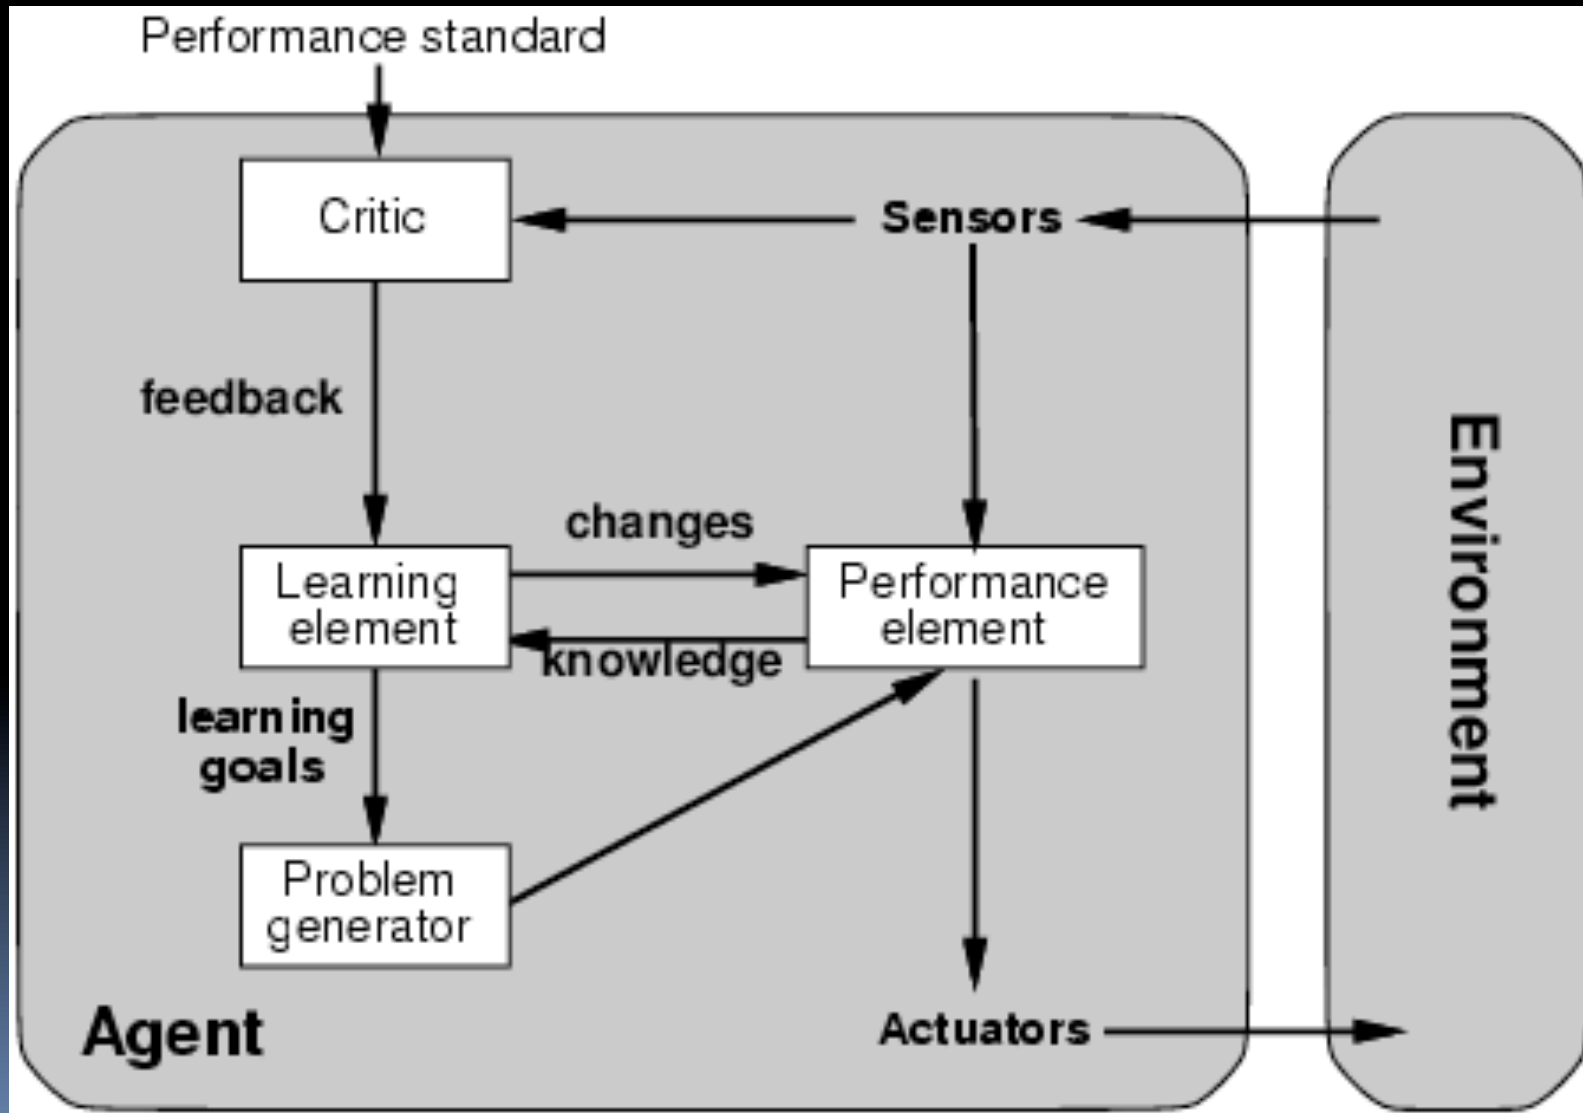 Performance standard
Critic
Sensors
feedback
changes
Learning
element
Performance
element
knowledge
learning
goals
Problem
generator
Agent
Actuators
Environment